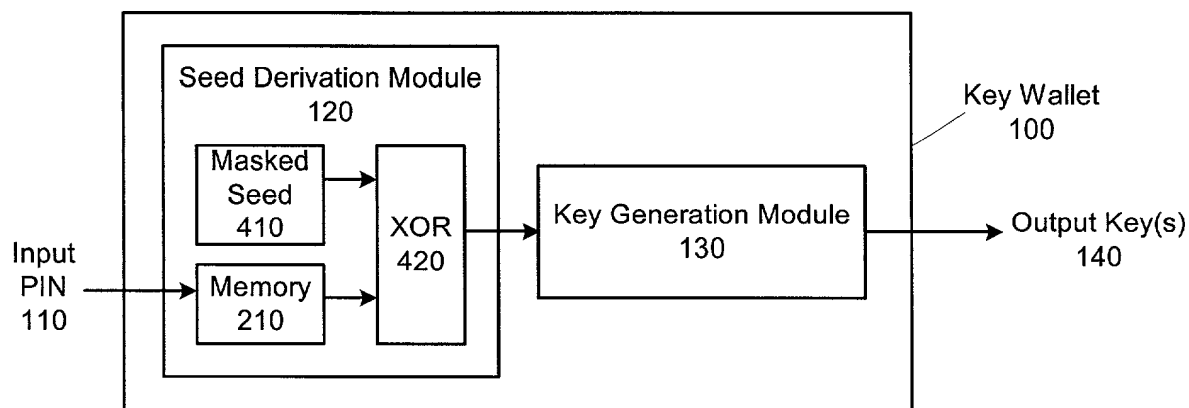 Seed Derivation Module
120
Masked
Seed
410
Memory
210
XOR
420
Key Generation Module
130
Key Wallet
100
Input
PIN
110
Output Key(s)
140